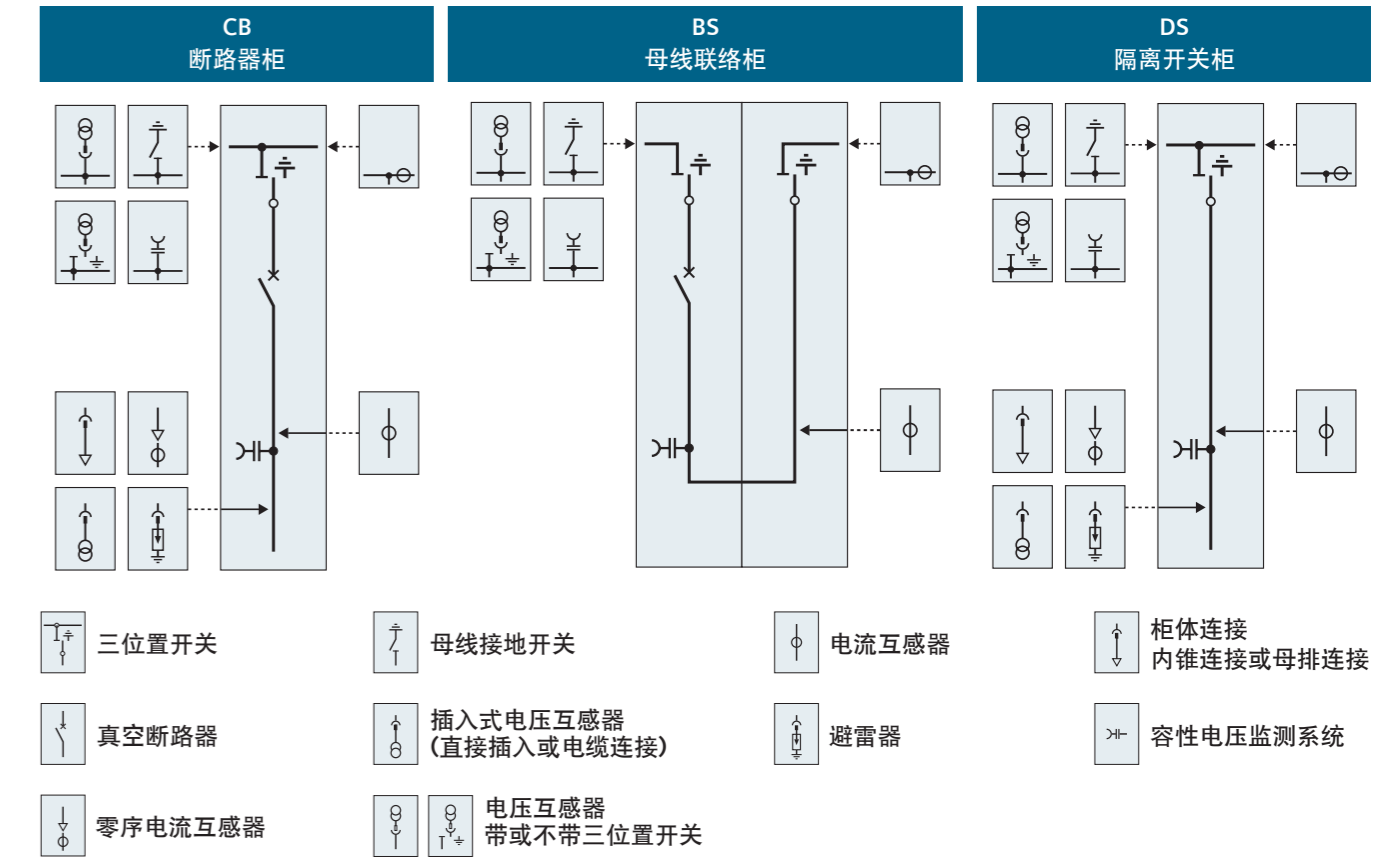 CB
断路器柜
BS
母线联络柜
DS
隔离开关柜
三位置开关
母线接地开关
电流互感器
柜体连接
内锥连接或母排连接
真空断路器
插入式电压互感器
(直接插入或电缆连接)
避雷器
容性电压监测系统
零序电流互感器
电压互感器
带或不带三位置开关